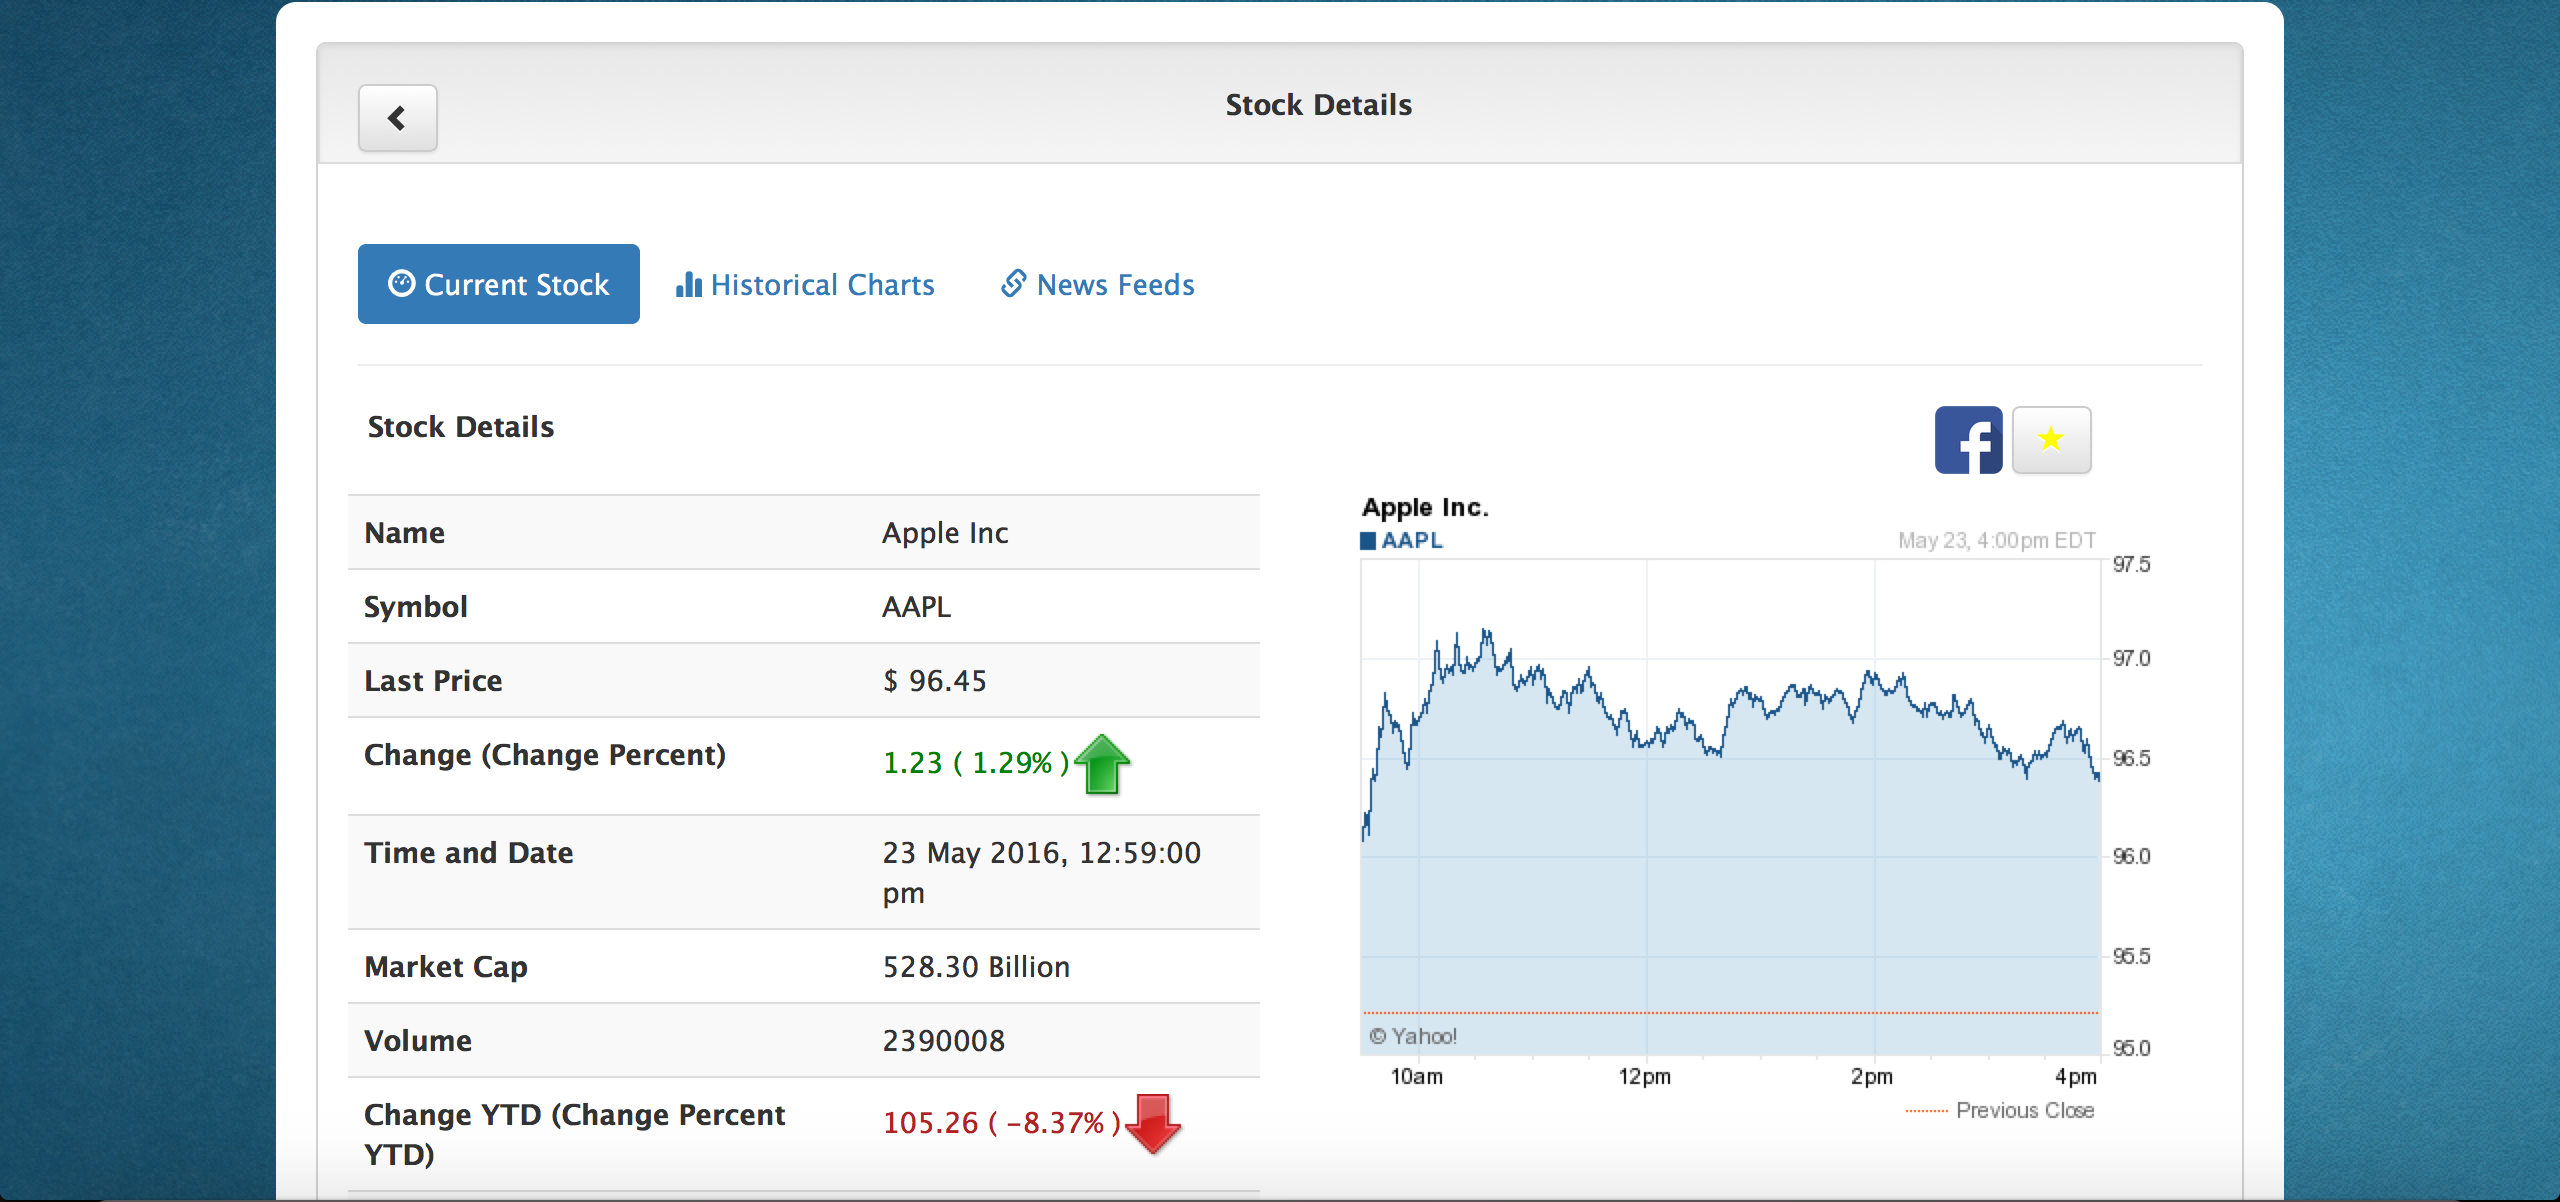 Stock Details
Current Stock
Historical Charts
News Feeds
Stock Details
Name
Apple Inc
Symbol
AAPL
Last Price
$ 96.45
Change (Change Percent)
1.23 ( 1.29% )
Time and Date
23 May 2016, 12:59:00
pm
Market Cap
528.30 Billion
Volume
2390008
Change YTD (Change Percent
YTD)
105.26 ( -8.37% )
f
Apple Inc.
AAPL
May 23, 4:00pm EDT
97.5
97.0
96.5
96.0
95.5
95.0
© Yahoo!
10am
12pm
2pm
4pm
Previous Close